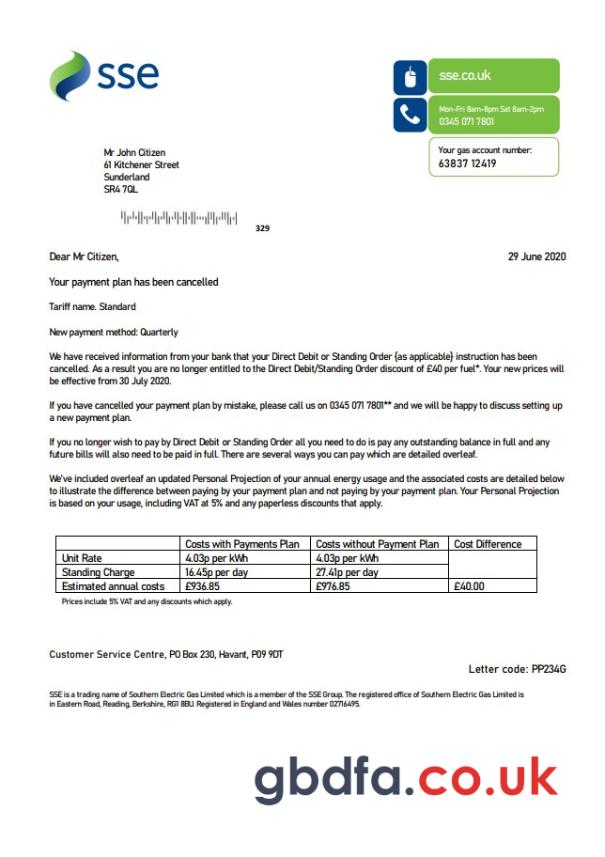 sse
sse.co.uk
Mon-Fri 8am-8pm Sat 8am-2pm
0345 071 7801
Your gas account number:
63837 12419
Mr John Citizen
61 Kitchener Street
Sunderland
SR4 7QL
329
Dear Mr Citizen,
29 June 2020
Your payment plan has been cancelled
Tariff name. Standard
New payment method: Quarterly
We have received information from your bank that your Direct Debit or Standing Order {as applicable} instruction has been
cancelled. As a result you are no longer entitled to the Direct Debit/Standing Order discount of £40 per fuel*. Your new prices will
be effective from 30 July 2020.
If you have cancelled your payment plan by mistake, please call us on 0345 071 7801** and we will be happy to discuss setting up
a new payment plan.
If you no longer wish to pay by Direct Debit or Standing Order all you need to do is pay any outstanding balance in full and any
future bills will also need to be paid in full. There are several ways you can pay which are detailed overleaf.
We've included overleaf an updated Personal Projection of your annual energy usage and the associated costs are detailed below
to illustrate the difference between paying by your payment plan and not paying by your payment plan. Your Personal Projection
is based on your usage, including VAT at 5% and any paperless discounts that apply.
Costs with Payments Plan Costs without Payment Plan Cost Difference
Unit Rate 4.03p per kWh 4.03p per kWh
Standing Charge 16.45p per day 27.41p per day
Estimated annual costs £936.85 £976.85 £40.00
Prices include 5% VAT and any discounts which apply.
Customer Service Centre, PO Box 230, Havant, P09 9DT
Letter code: PP234G
SSE is a trading name of Southern Electric Gas Limited which is a member of the SSE Group. The registered office of Southern Electric Gas Limited is
in Eastern Road, Reading, Berkshire, RG1 8BU. Registered in England and Wales number 02716495.
gbdfa.co.uk